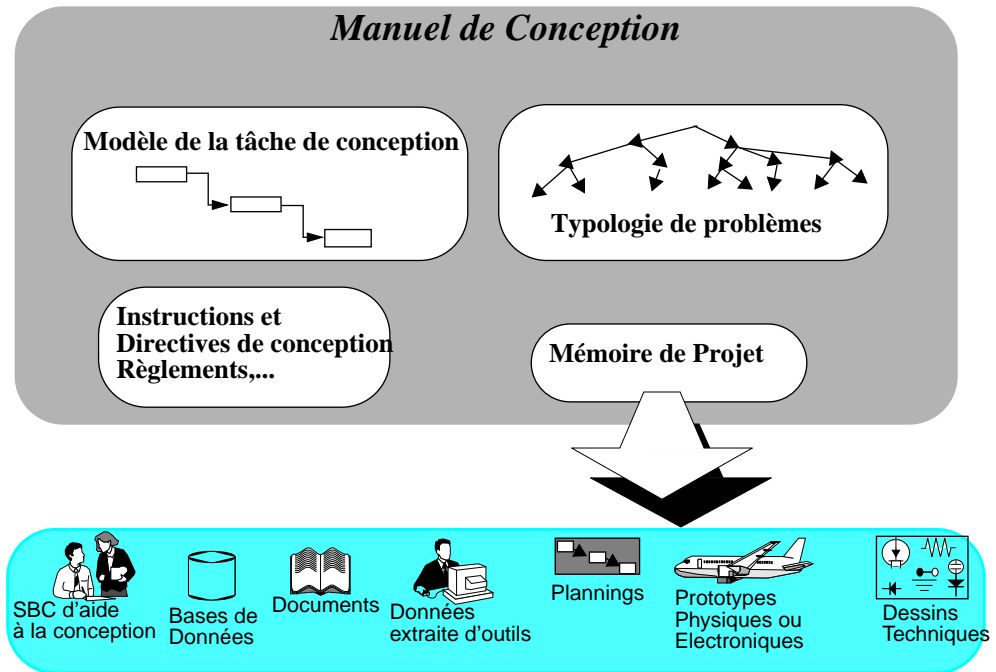 Manuel de Conception
Modèle de la tâche de conception
Typologie de problèmes
Instructions et
Directives de conception
Règlements,...
Mémoire de Projet
SBC d'aide
à la conception
Bases de
Données
Documents
Données
extraite d'outils
Plannings
Prototypes
Physiques ou
Electroniques
Dessins
Techniques